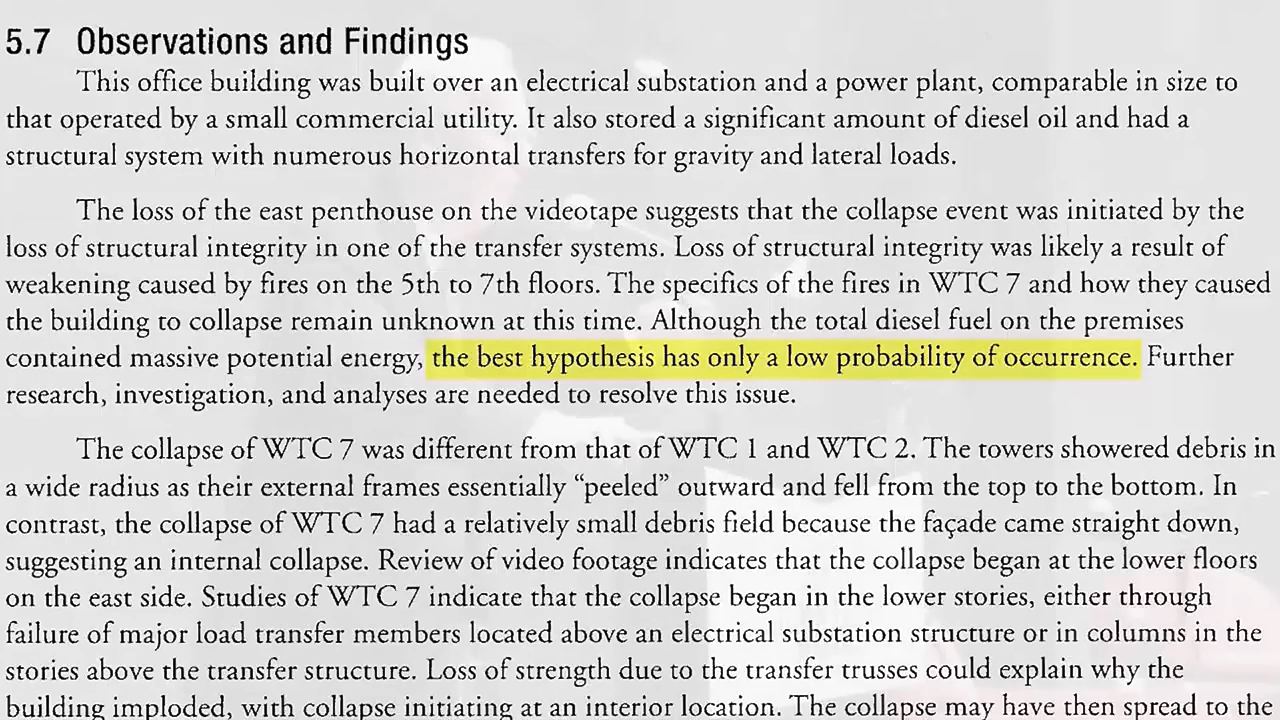 5.7 Observations and Findings
This office building was built over an electrical substation and a power plant, comparable in size to
that operated by a small commercial utility. It also stored a significant amount of diesel oil and had a
structural system with numerous horizontal transfers for gravity and lateral loads.
The loss of the east penthouse on the videotape suggests that the collapse event was initiated by the
loss of structural integrity in one of the transfer systems. Loss of structural integrity was likely a result of
weakening caused by fires on the 5th to 7th floors. The specifics of the fires in WTC 7 and how they caused
the building to collapse remain unknown at this time. Although the total diesel fuel on the premises
contained massive potential energy, the best hypothesis has only a low probability of occurrence. Further
research, investigation, and analyses are needed to resolve this issue.
The collapse of WTC 7 was different from that of WTC 1 and WTC 2. The towers showered debris in
a wide radius as their external frames essentially “peeled” outward and fell from the top to the bottom. In
contrast, the collapse of WTC 7 had a relatively small debris field because the façade came straight down,
suggesting an internal collapse. Review of video footage indicates that the collapse began at the lower floors
on the east side. Studies of WTC 7 indicate that the collapse began in the lower stories, either through
failure of major load transfer members located above an electrical substation structure or in columns in the
stories above the transfer structure. Loss of strength due to the transfer trusses could explain why the
building imploded, with collapse initiating at an interior location. The collapse may have then spread to the